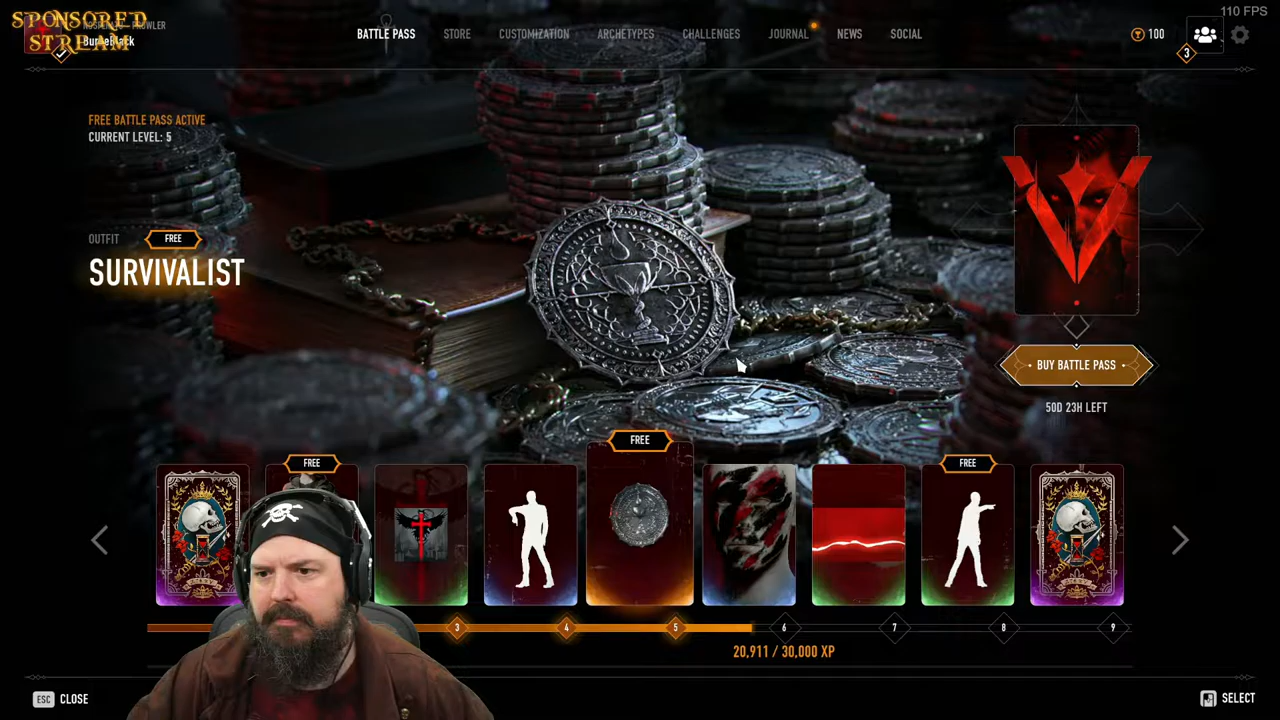 SPONSORED
STREAM
110 FPS
BATTLE PASS
STORE
CUSTOMIZATION
ARCHETYPES
CHALLENGES
JOURNAL
NEWS
SOCIAL
100
3
FREE BATTLE PASS ACTIVE
CURRENT LEVEL: 5
OUTFIT
FREE
SURVIVALIST
BUY BATTLE PASS
50D 23H LEFT
FREE
FREE
FREE
3
4
5
6
7
8
9
20,911 / 30,000 XP
ESC CLOSE
SELECT